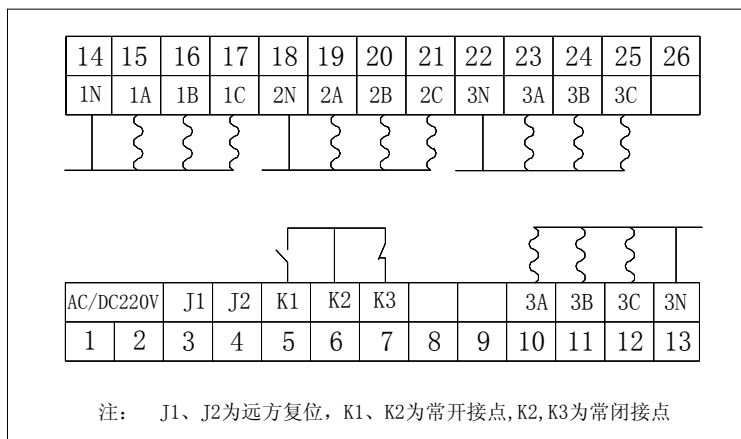 14 15 16 17 18 19 20 21 22 23 24 25 26
1N 1A 1B 1C 2N 2A 2B 2C 3N 3A 3B 3C
AC/DC220V J1 J2 K1 K2 K3 3A 3B 3C 3N
1 2 3 4 5 6 7 8 9 10 11 12 13
注： J1、J2为远方复位，K1、K2为常开接点,K2,K3为常闭接点